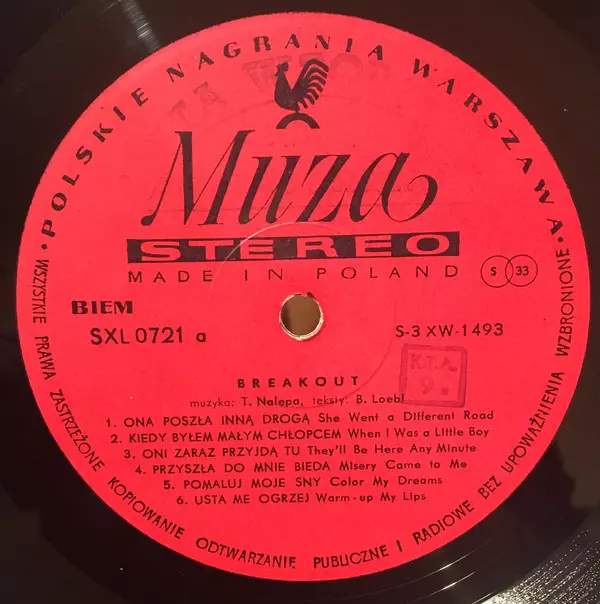 • POLSKIE NAGRANIA WARSZAWA •
Muza
STEREO
MADE IN POLAND
S 33
BIEM
SXL 0721 a
S-3 XW-1493
K.T.A.
9.
BREAKOUT
muzyka: T. Nalepa, teksty: B. Loebl
1. ONA POSZŁA INNĄ DROGĄ She Went a Different Road
2. KIEDY BYŁEM MAŁYM CHŁOPCEM When I Was a Little Boy
3. ONI ZARAZ PRZYJDĄ TU They'll Be Here Any Minute
4. PRZYSZŁA DO MNIE BIEDA Misery Came to Me
5. POMALUJ MOJE SNY Color My Dreams
6. USTA ME OGRZEJ Warm-up My Lips
WSZYSTKIE PRAWA ZASTRZEŻONE KOPIOWANIE ODTWARZANIE PUBLICZNE I RADIOWE BEZ UPOWAŻNIENIA WZBRONIONE